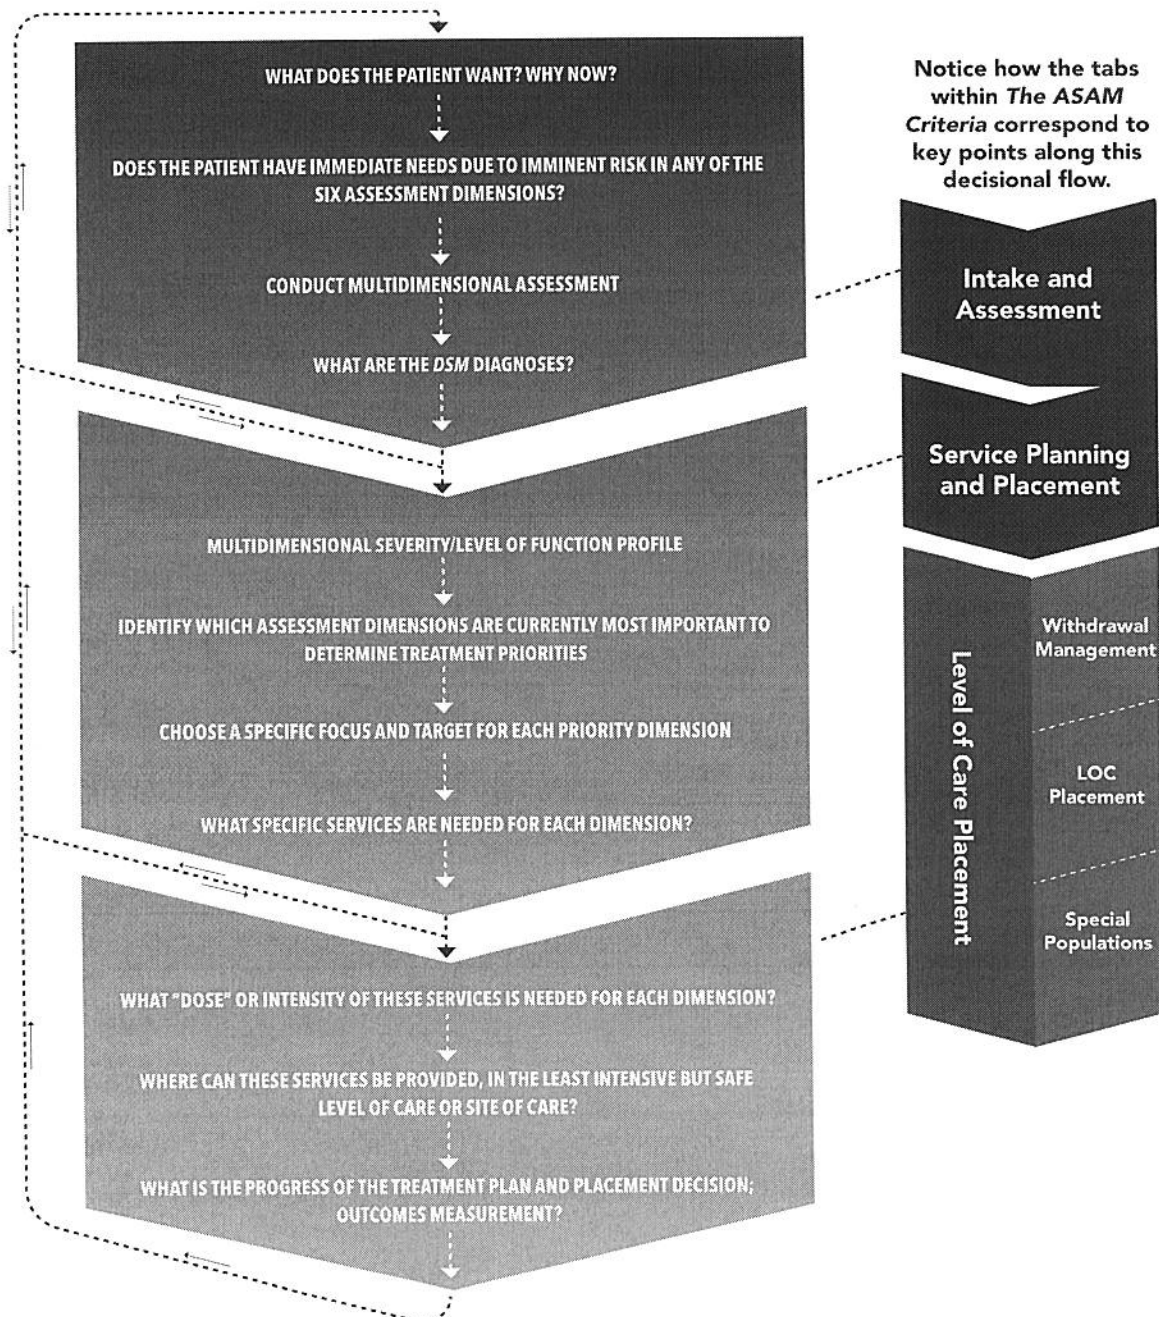 WHAT DOES THE PATIENT WANT? WHY NOW?
DOES THE PATIENT HAVE IMMEDIATE NEEDS DUE TO IMMINENT RISK IN ANY OF THE
SIX ASSESSMENT DIMENSIONS?
CONDUCT MULTIDIMENSIONAL ASSESSMENT
WHAT ARE THE DSM DIAGNOSES?
MULTIDIMENSIONAL SEVERITY/LEVEL OF FUNCTION PROFILE
IDENTIFY WHICH ASSESSMENT DIMENSIONS ARE CURRENTLY MOST IMPORTANT TO
DETERMINE TREATMENT PRIORITIES
CHOOSE A SPECIFIC FOCUS AND TARGET FOR EACH PRIORITY DIMENSION
WHAT SPECIFIC SERVICES ARE NEEDED FOR EACH DIMENSION?
WHAT "DOSE" OR INTENSITY OF THESE SERVICES IS NEEDED FOR EACH DIMENSION?
WHERE CAN THESE SERVICES BE PROVIDED, IN THE LEAST INTENSIVE BUT SAFE
LEVEL OF CARE OR SITE OF CARE?
WHAT IS THE PROGRESS OF THE TREATMENT PLAN AND PLACEMENT DECISION;
OUTCOMES MEASUREMENT?
Notice how the tabs
within The ASAM
Criteria correspond to
key points along this
decisional flow.
Intake and
Assessment
Service Planning
and Placement
Level of Care Placement
Withdrawal
Management
LOC
Placement
Special
Populations